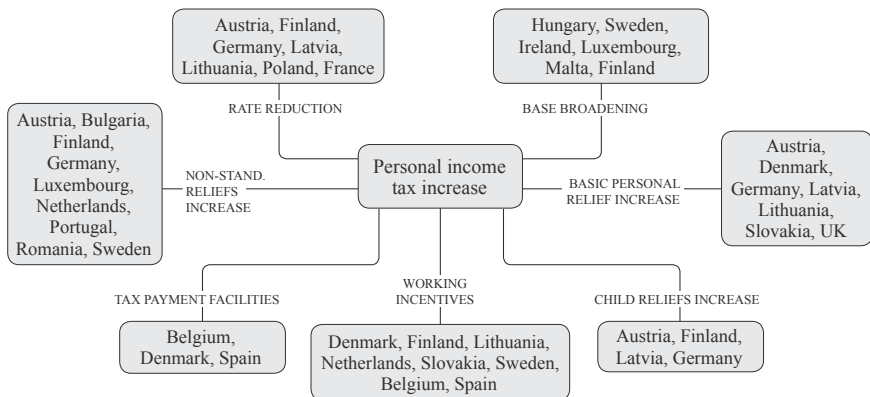 Austria, Finland,
Germany, Latvia,
Lithuania, Poland, France
Hungary, Sweden,
Ireland, Luxembourg,
Malta, Finland
RATE REDUCTION
BASE BROADENING
Austria, Bulgaria,
Finland,
Germany,
Luxembourg,
Netherlands,
Portugal,
Romania, Sweden
NON-STAND.
RELIEFS
INCREASE
Personal income
tax increase
BASIC PERSONAL
RELIEF INCREASE
Austria,
Denmark,
Germany, Latvia,
Lithuania,
Slovakia, UK
TAX PAYMENT FACILITIES
WORKING
INCENTIVES
CHILD RELIEFS INCREASE
Belgium,
Denmark, Spain
Denmark, Finland, Lithuania,
Netherlands, Slovakia, Sweden,
Belgium, Spain
Austria, Finland,
Latvia, Germany